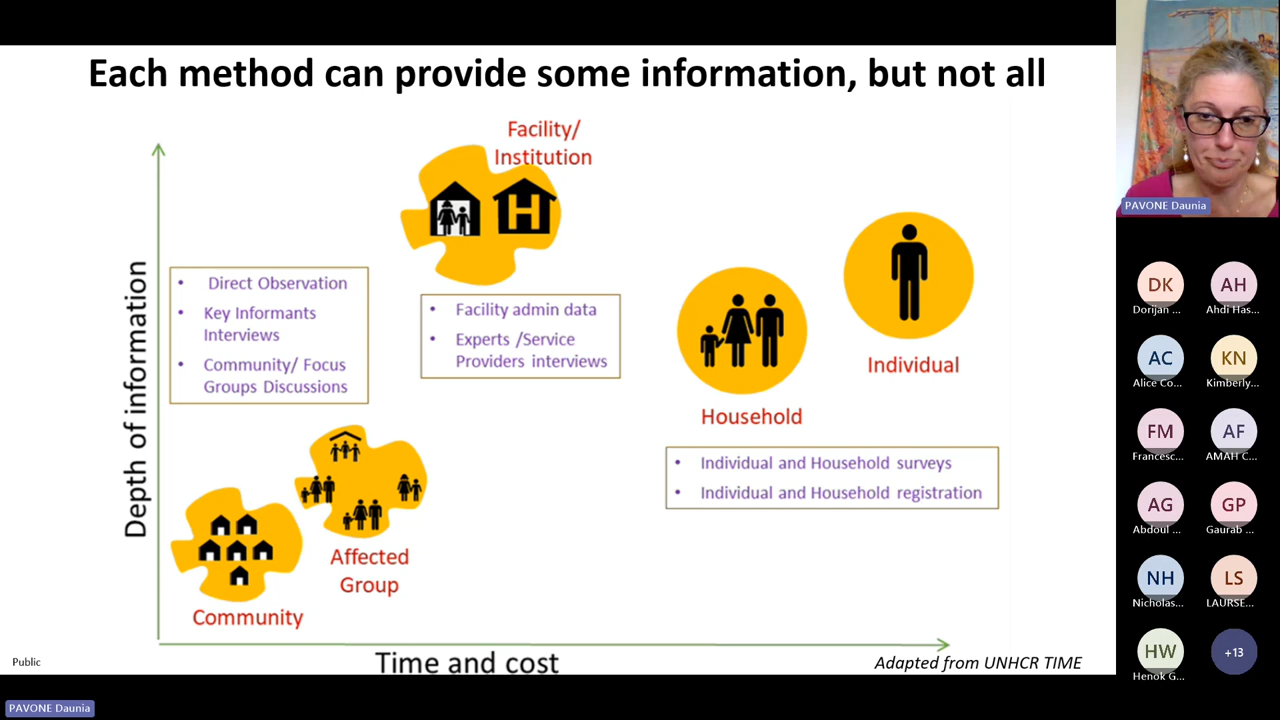 Each method can provide some information, but not all
Facility/
Institution
H
Depth of information
• Direct Observation
• Key Informants
Interviews
• Community/ Focus
Groups Discussions
• Facility admin data
• Experts /Service
Providers interviews
Household
Individual
• Individual and Household surveys
• Individual and Household registration
Affected
Group
Community
Time and cost
Public
Adapted from UNHCR TIME
PAVONE Daunia
PAVONE Daunia
DK
Dorijan ...
AH
Ahdi Has...
AC
Alice Co...
KN
Kimberly...
FM
Francesc...
AF
AMAH C...
AG
Abdoul ...
GP
Gaurab ...
NH
Nicholas...
LS
LAURSE...
HW
Henok G...
+13